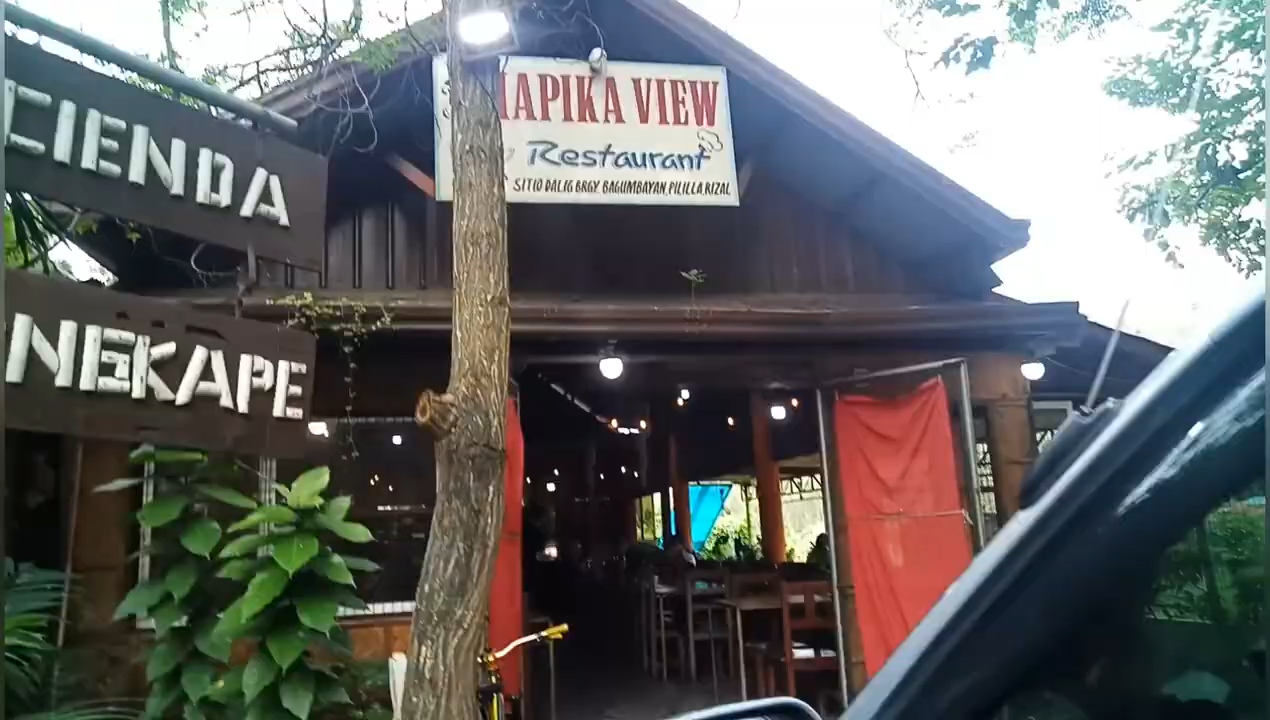 CIENDA
NEKAPE
APIKA VIEW
Restaurant
SITIO DALIG BRGY. BAGUMBAYAN, PILILLA RIZAL